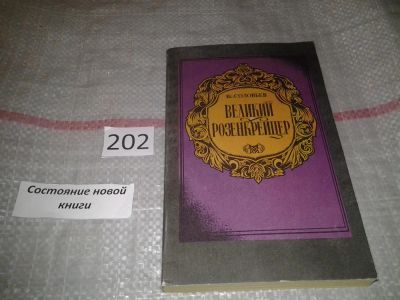 Вс. СОЛОВЬЕВ
ВЕЛИКИЙ
РОЗЕНКРЕЙЦЕР
202
Состояние новой
книги